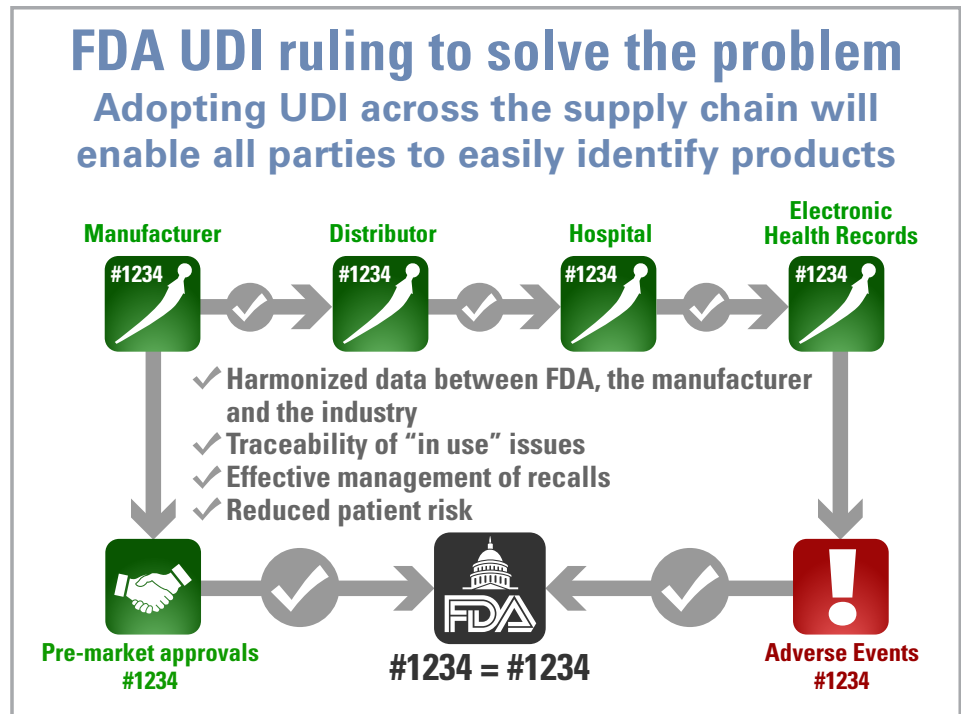 FDA UDI ruling to solve the problem
Adopting UDI across the supply chain will
enable all parties to easily identify products
Manufacturer
Distributor
Hospital
Electronic
Health Records
#1234
#1234
#1234
#1234
Harmonized data between FDA, the manufacturer
and the industry
Traceability of “in use” issues
Effective management of recalls
Reduced patient risk
FDA
Pre-market approvals
#1234
#1234 = #1234
Adverse Events
#1234